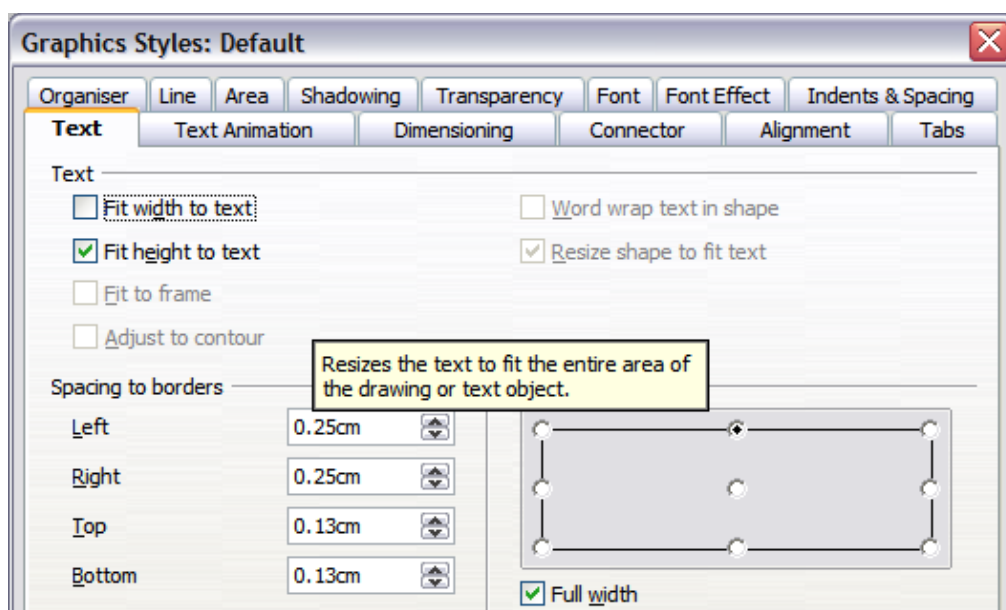 Graphics Styles: Default
Organiser Line Area Shadowing Transparency Font Font Effect Indents & Spacing
Text Text Animation Dimensioning Connector Alignment Tabs
Text
Fit width to text Word wrap text in shape
Fit height to text Resize shape to fit text
Fit to frame
Adjust to contour
Resizes the text to fit the entire area of
the drawing or text object.
Spacing to borders
Left 0.25cm
Right 0.25cm
Top 0.13cm
Bottom 0.13cm
Full width